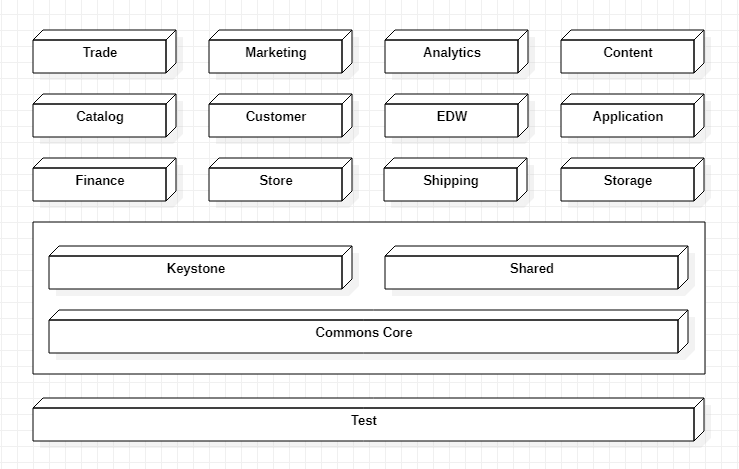 Trade
Marketing
Analytics
Content
Catalog
Customer
EDW
Application
Finance
Store
Shipping
Storage
Keystone
Shared
Commons Core
Test